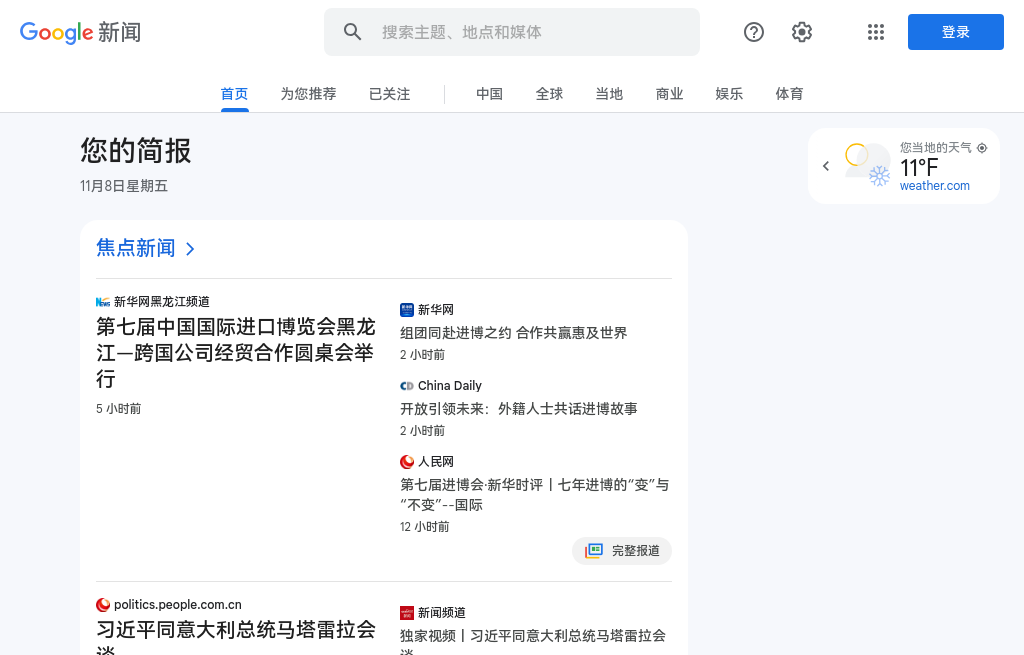 Google 新闻
搜索主题、地点和媒体
登录
首页
为您推荐
已关注
中国
全球
当地
商业
娱乐
体育
您的简报
11月8日星期五
您当地的天气
11°F
weather.com
焦点新闻
新华网黑龙江频道
第七届中国国际进口博览会黑龙
江—跨国公司经贸合作圆桌会举
行
5 小时前
新华网
组团同赴进博之约 合作共赢惠及世界
2 小时前
China Daily
开放引领未来：外籍人士共话进博故事
2 小时前
人民网
第七届进博会·新华时评丨七年进博的“变”与
“不变”--国际
12 小时前
完整报道
politics.people.com.cn
习近平同意大利总统马塔雷拉会
谈
新闻频道
独家视频丨习近平同意大利总统马塔雷拉会
谈